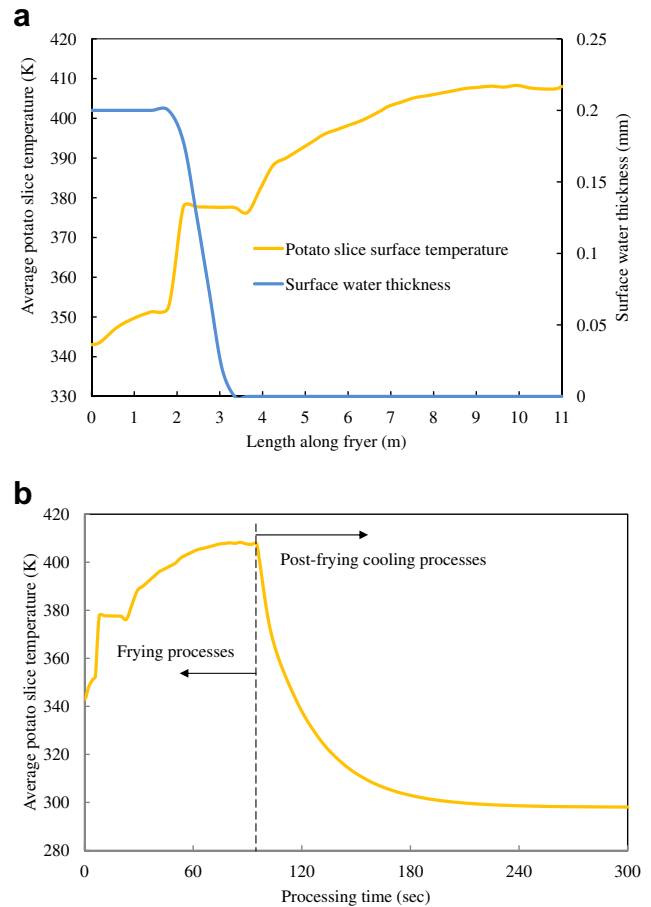 a
Average potato slice temperature (K)
420
410
400
390
380
370
360
350
340
330
0.25
0.2
0.15
0.1
0.05
0
Surface water thickness (mm)
Potato slice surface temperature
Surface water thickness
0 1 2 3 4 5 6 7 8 9 10 11
Length along fryer (m)
b
Average potato slice temperature (K)
420
400
380
360
340
320
300
280
Post-frying cooling processes
Frying processes
0 60 120 180 240 300
Processing time (sec)